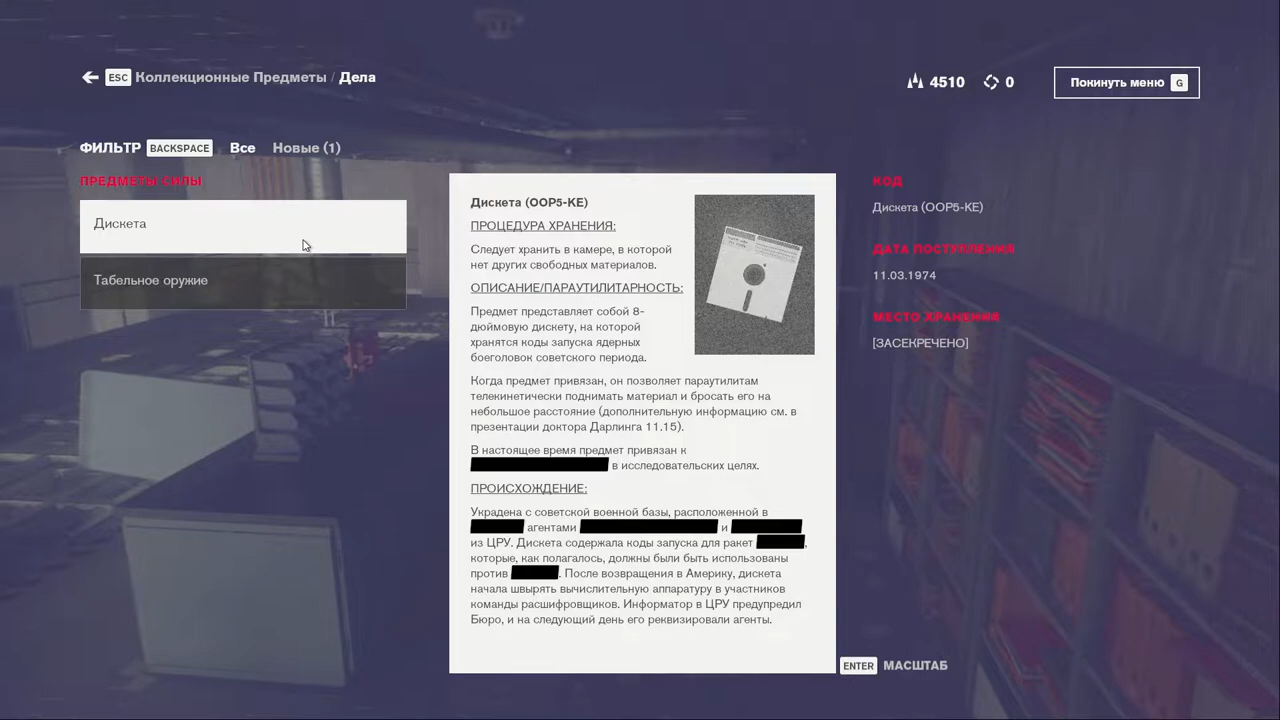 ESC Коллекционные Предметы / Дела
4510
0
Покинуть меню G
ФИЛЬТР BACKSPACE Все Новые (1)
ПРЕДМЕТЫ СИЛЫ
Дискета
Табельное оружие
Дискета (OOP5-KE)
ПРОЦЕДУРА ХРАНЕНИЯ:
Следует хранить в камере, в которой
нет других свободных материалов.
ОПИСАНИЕ/ПАРАУТИЛИТАРНОСТЬ:
Предмет представляет собой 8-
дюймовую дискету, на которой
хранятся коды запуска ядерных
боеголовок советского периода.
Когда предмет привязан, он позволяет параутилитам
телекинетически поднимать материал и бросать его на
небольшое расстояние (дополнительную информацию см. в
презентации доктора Дарлинга 11.15).
В настоящее время предмет привязан к
в исследовательских целях.
ПРОИСХОЖДЕНИЕ:
Украдена с советской военной базы, расположенной в
агентами и
из ЦРУ. Дискета содержала коды запуска для ракет ,
которые, как полагалось, должны были быть использованы
против . После возвращения в Америку, дискета
начала швырять вычислительную аппаратуру в участников
команды расшифровщиков. Информатор в ЦРУ предупредил
Бюро, и на следующий день его реквизировали агенты.
КОД
Дискета (OOP5-KE)
ДАТА ПОСТУПЛЕНИЯ
11.03.1974
МЕСТО ХРАНЕНИЯ
[ЗАСЕКРЕЧЕНО]
ENTER МАСШТАБ